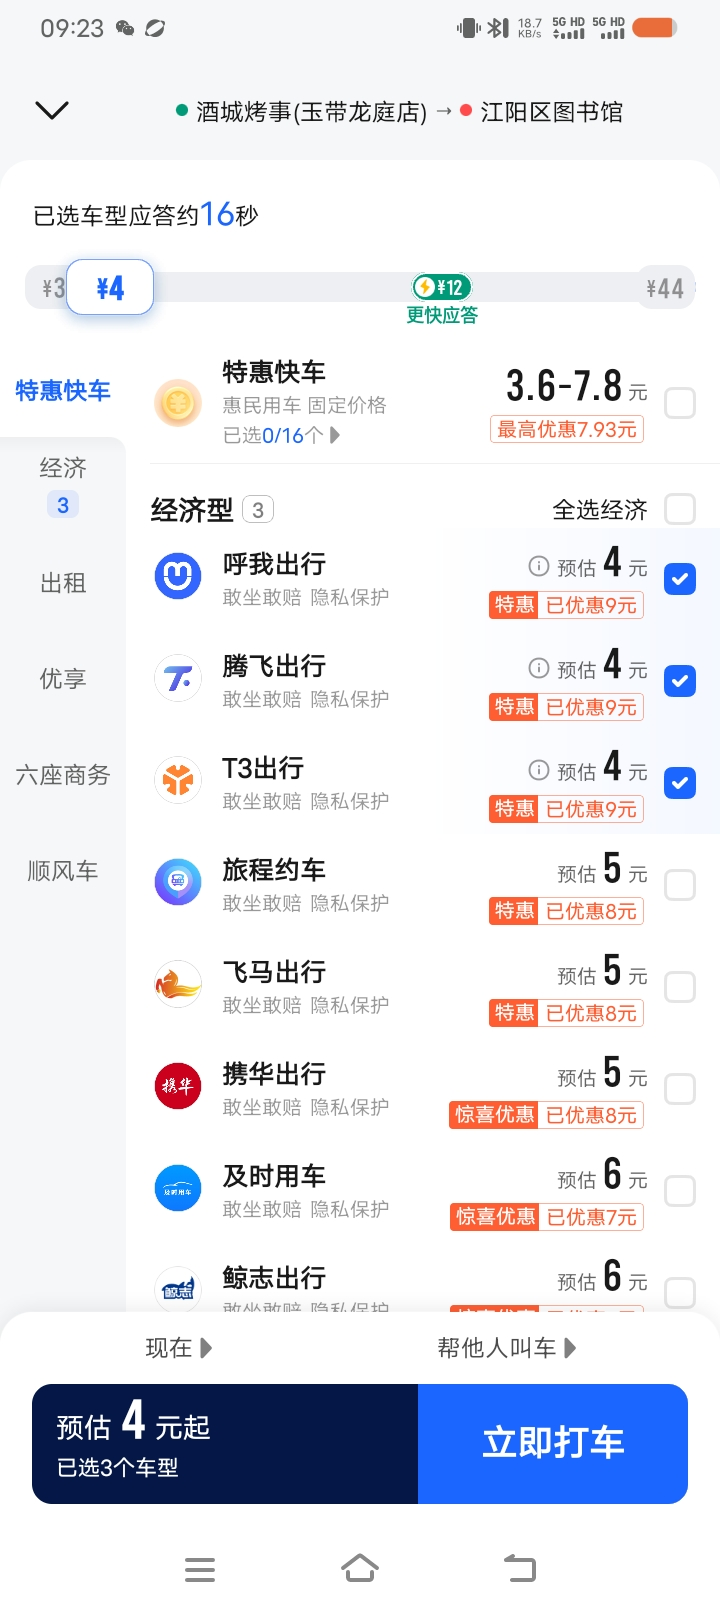 09:23
18.7 KB/s 5G HD 5G HD
酒城烤事(玉带龙庭店) → 江阳区图书馆
已选车型应答约16秒
¥3 ¥4 ¥12 ¥44
更快应答
特惠快车
经济
3
出租
优享
六座商务
顺风车
特惠快车
惠民用车 固定价格
已选0/16个
3.6-7.8 元
最高优惠7.93元
经济型 3 全选经济
呼我出行 预估 4 元
敢坐敢赔 隐私保护 特惠 已优惠9元
腾飞出行 预估 4 元
敢坐敢赔 隐私保护 特惠 已优惠9元
T3出行 预估 4 元
敢坐敢赔 隐私保护 特惠 已优惠9元
旅程约车 预估 5 元
敢坐敢赔 隐私保护 特惠 已优惠8元
飞马出行 预估 5 元
敢坐敢赔 隐私保护 特惠 已优惠8元
携华
携华出行 预估 5 元
敢坐敢赔 隐私保护 惊喜优惠 已优惠8元
及时用车
及时用车 预估 6 元
敢坐敢赔 隐私保护 惊喜优惠 已优惠7元
鲸志
鲸志出行 预估 6 元
敢坐敢赔 隐私保护
现在 帮他人叫车
预估 4 元起
已选3个车型
立即打车